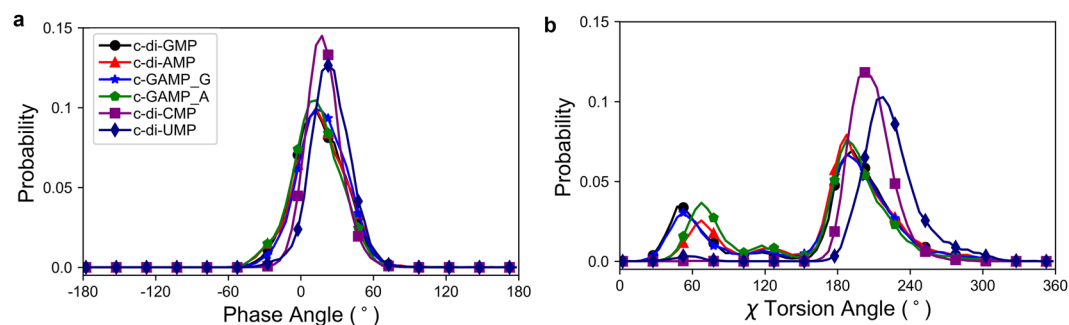 a
0.15
0.1
0.05
0.0
Probability
c-di-GMP
c-di-AMP
c-GAMP_G
c-GAMP_A
c-di-CMP
c-di-UMP
-180 -120 -60 0 60 120 180
Phase Angle (°)
b
0.15
0.1
0.05
0.0
Probability
0 60 120 180 240 300 360
χ Torsion Angle (°)